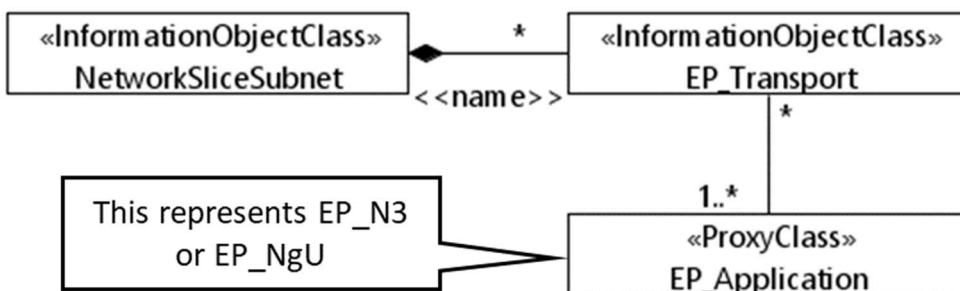 «InformationObjectClass»
NetworkSliceSubnet
*
<<name>>
«InformationObjectClass»
EP_Transport
*
1..*
This represents EP_N3
or EP_NgU
«ProxyClass»
EP_Application